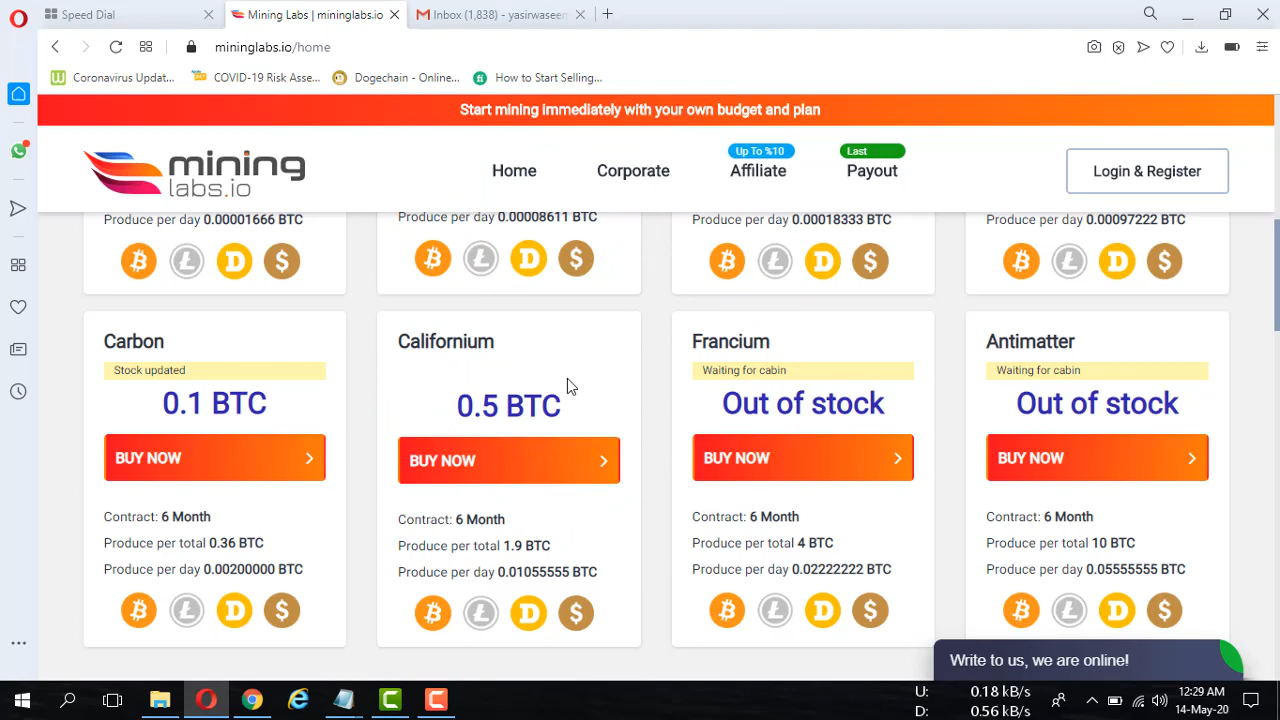 Speed Dial
Mining Labs | mininglabs.io
Inbox (1,838) - yasirwaseem
mininglabs.io/home
Coronavirus Updat...
COVID-19 Risk Asse...
Dogechain - Online...
How to Start Selling...
Start mining immediately with your own budget and plan
mining
labs.io
Home
Corporate
Up To %10
Affiliate
Last
Payout
Login & Register
Produce per day 0.00001666 BTC
Produce per day 0.00008611 BTC
Produce per day 0.00018333 BTC
Produce per day 0.00097222 BTC
Carbon
Stock updated
0.1 BTC
BUY NOW
Contract: 6 Month
Produce per total 0.36 BTC
Produce per day 0.00200000 BTC
Californium
0.5 BTC
BUY NOW
Contract: 6 Month
Produce per total 1.9 BTC
Produce per day 0.01055555 BTC
Francium
Waiting for cabin
Out of stock
BUY NOW
Contract: 6 Month
Produce per total 4 BTC
Produce per day 0.02222222 BTC
Antimatter
Waiting for cabin
Out of stock
BUY NOW
Contract: 6 Month
Produce per total 10 BTC
Produce per day 0.05555555 BTC
Write to us, we are online!
U: 0.18 kB/s
D: 0.56 kB/s
12:29 AM
14-May-20